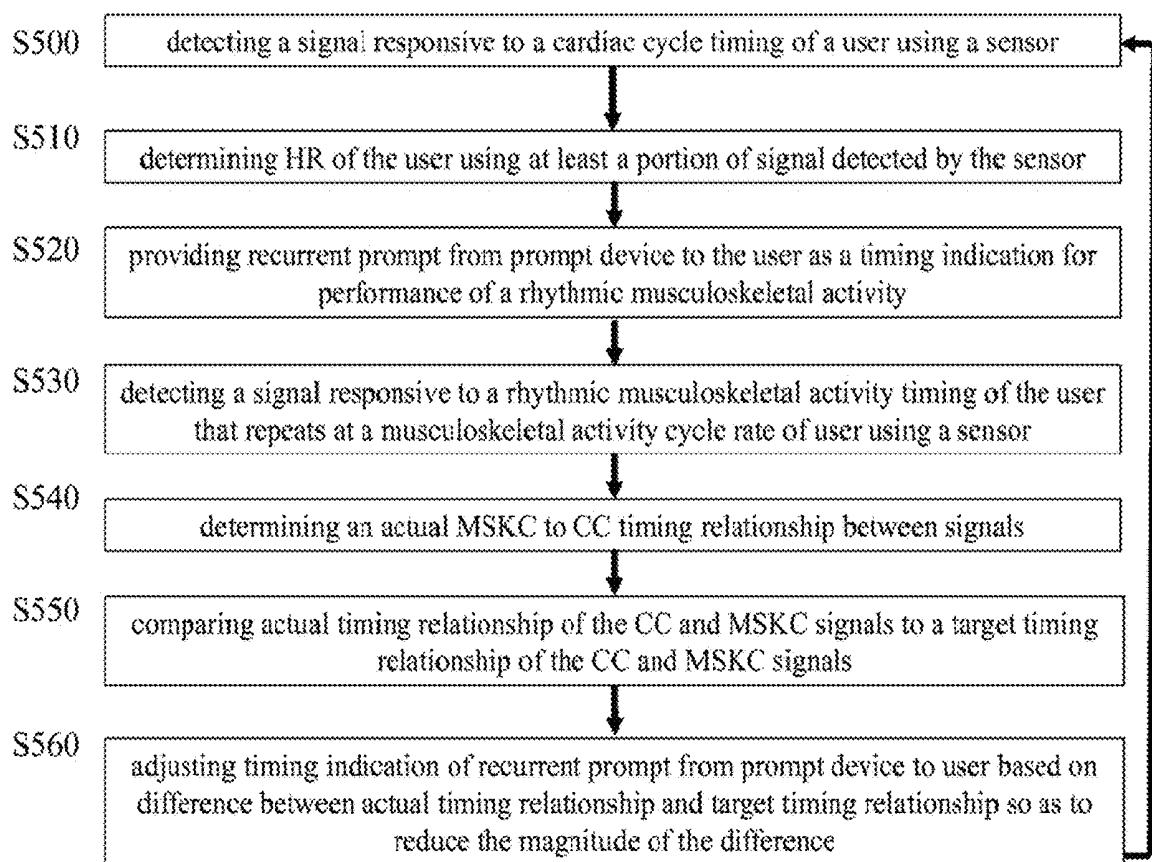 S500
detecting a signal responsive to a cardiac cycle timing of a user using a sensor
S510
determining HR of the user using at least a portion of signal detected by the sensor
S520
providing recurrent prompt from prompt device to the user as a timing indication for
performance of a rhythmic musculoskeletal activity
S530
detecting a signal responsive to a rhythmic musculoskeletal activity timing of the user
that repeats at a musculoskeletal activity cycle rate of user using a sensor
S540
determining an actual MSKC to CC timing relationship between signals
S550
comparing actual timing relationship of the CC and MSKC signals to a target timing
relationship of the CC and MSKC signals
S560
adjusting timing indication of recurrent prompt from prompt device to user based on
difference between actual timing relationship and target timing relationship so as to
reduce the magnitude of the difference